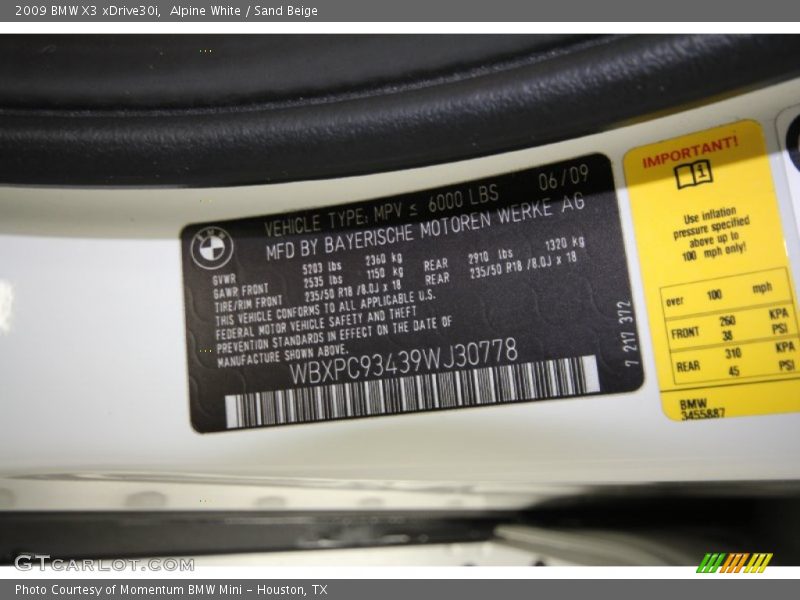 2009 BMW X3 xDrive30i,  Alpine White / Sand Beige
VEHICLE TYPE: MPV ≤ 6000 LBS 06/09
MFD BY BAYERISCHE MOTOREN WERKE AG
GVWR 5203 lbs 2360 kg
GAWR FRONT 2535 lbs 1150 kg REAR 2910 lbs 1320 kg
TIRE/RIM FRONT 235/50 R18 /8.0J x 18 REAR 235/50 R18 /8.0J x 18
THIS VEHICLE CONFORMS TO ALL APPLICABLE U.S.
FEDERAL MOTOR VEHICLE SAFETY AND THEFT
PREVENTION STANDARDS IN EFFECT ON THE DATE OF
MANUFACTURE SHOWN ABOVE.
WBXPC93439WJ30778
7 217 372
IMPORTANT!
1
Use inflation
pressure specified
above up to
100 mph only!
over 100 mph
FRONT 260 KPA
38 PSI
REAR 310 KPA
45 PSI
BMW
3455887
GTCARLOT.COM
Photo Courtesy of Momentum BMW Mini - Houston, TX